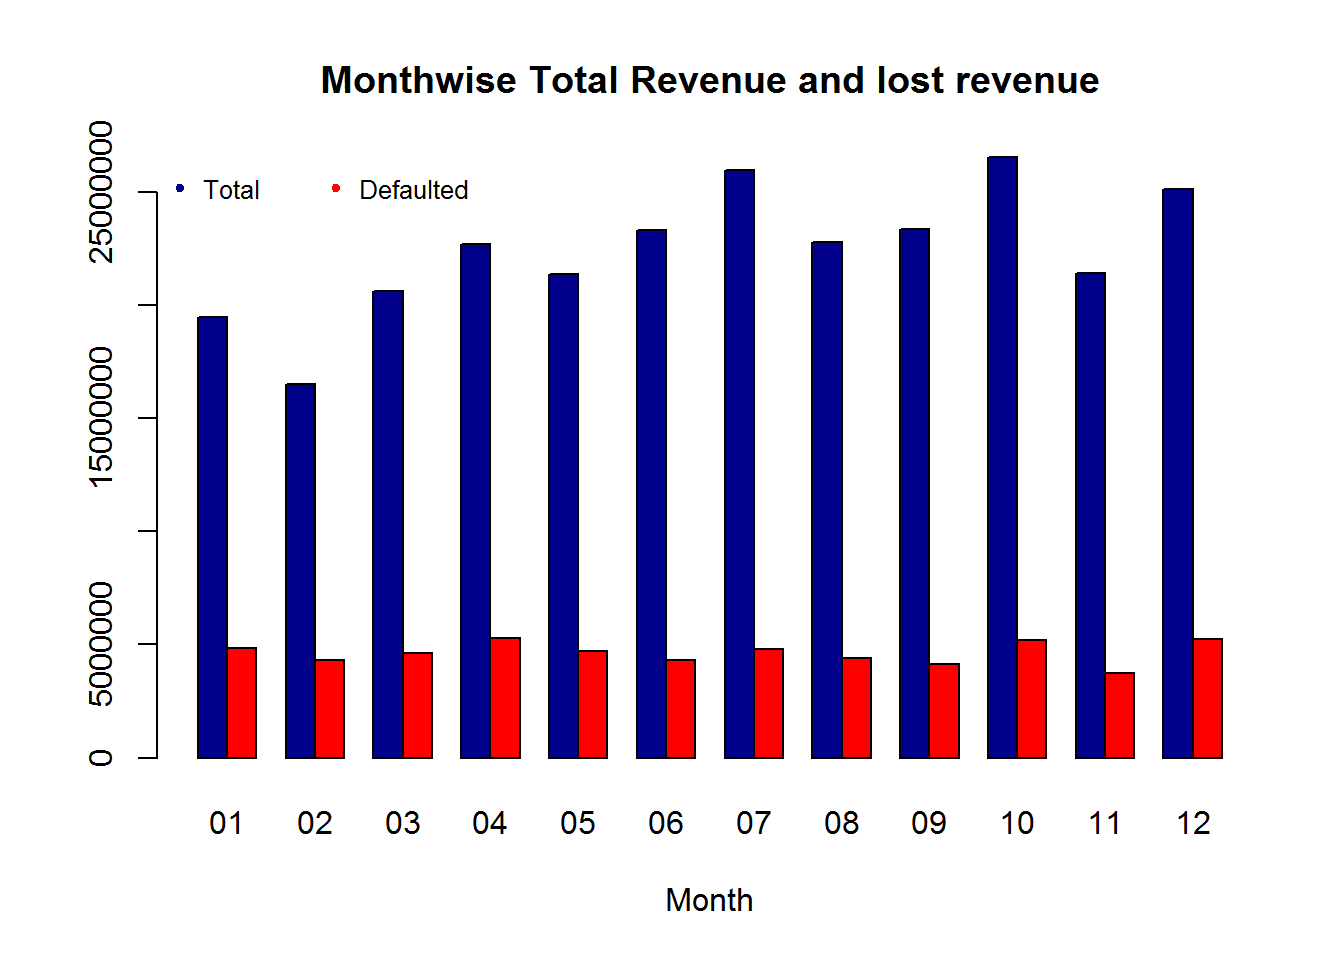 Monthwise Total Revenue and lost revenue
Total
Defaulted
25000000
15000000
5000000
0
01 02 03 04 05 06 07 08 09 10 11 12
Month